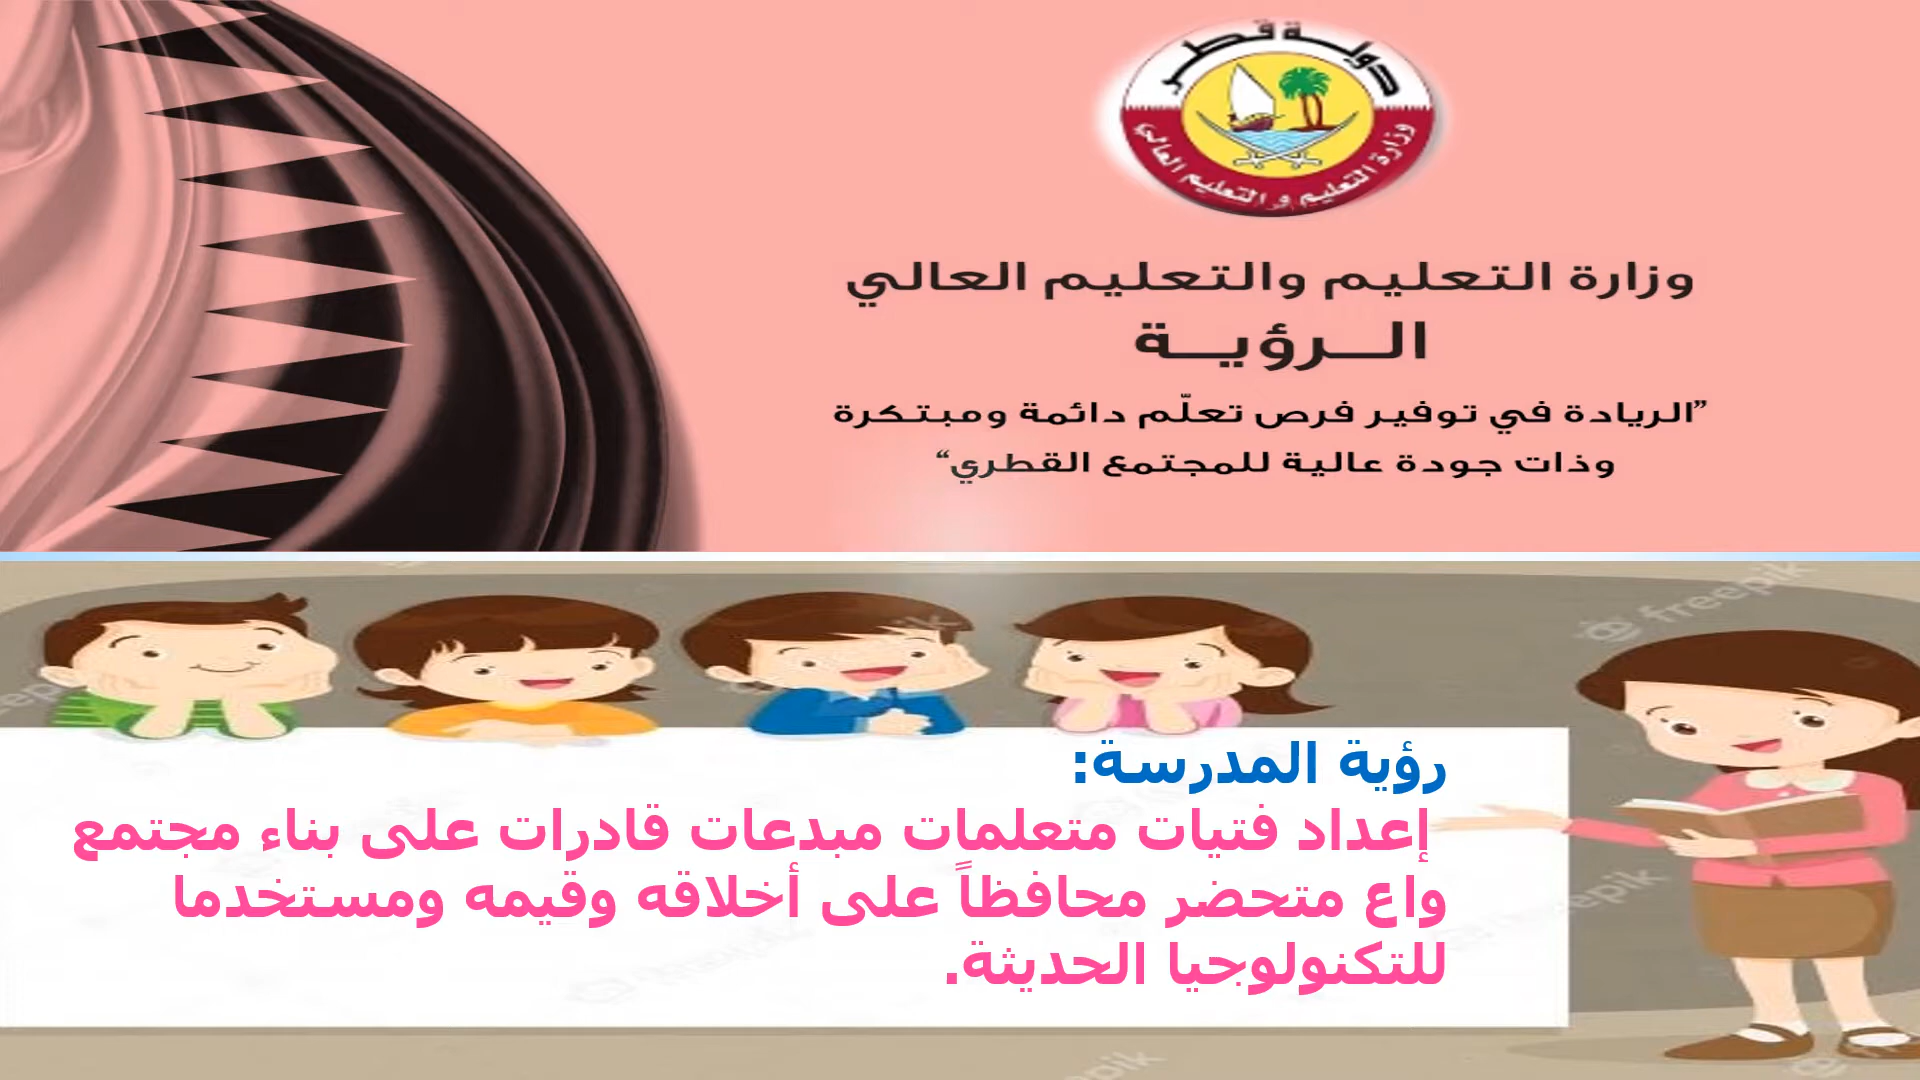 دولة قطر
وزارة التعليم و التعليم العالي
وزارة التعليم والتعليم العالي
الـــرؤيـــة
”الريادة في توفير فرص تعلّم دائمة ومبتكرة
وذات جودة عالية للمجتمع القطري“
freepik
رؤية المدرسة:
إعداد فتيات متعلمات مبدعات قادرات على بناء مجتمع
واع متحضر محافظاً على أخلاقه وقيمه ومستخدما
للتكنولوجيا الحديثة.